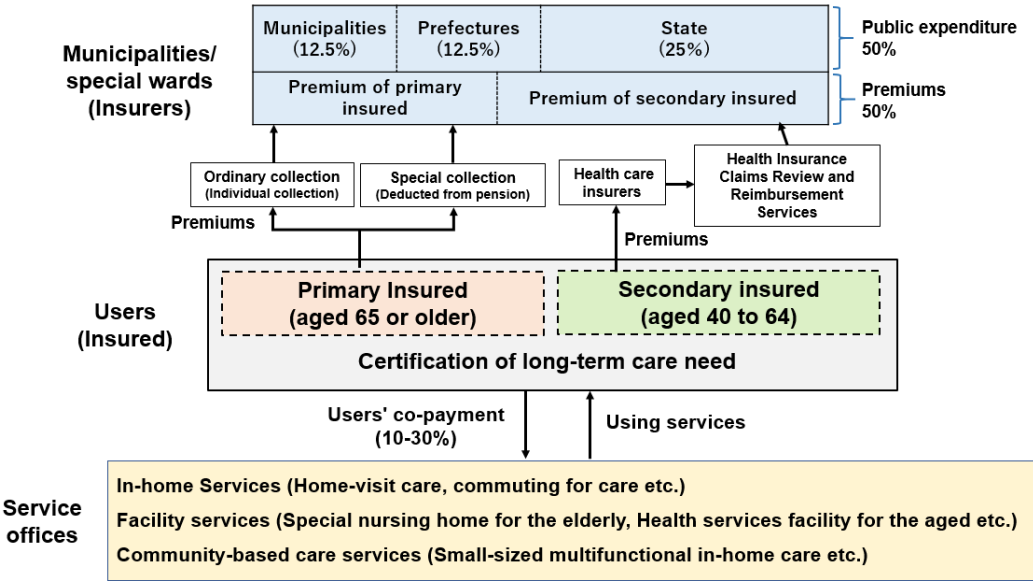 Municipalities/
special wards
(Insurers)
Municipalities
(12.5%)
Prefectures
(12.5%)
State
(25%)
Public expenditure
50%
Premium of primary
insured
Premium of secondary insured
Premiums
50%
Ordinary collection
(Individual collection)
Special collection
(Deducted from pension)
Health care
insurers
Health Insurance
Claims Review and
Reimbursement
Services
Premiums
Premiums
Users
(Insured)
Primary Insured
(aged 65 or older)
Secondary insured
(aged 40 to 64)
Certification of long-term care need
Users' co-payment
(10-30%)
Using services
Service
offices
In-home Services (Home-visit care, commuting for care etc.)
Facility services (Special nursing home for the elderly, Health services facility for the aged etc.)
Community-based care services (Small-sized multifunctional in-home care etc.)